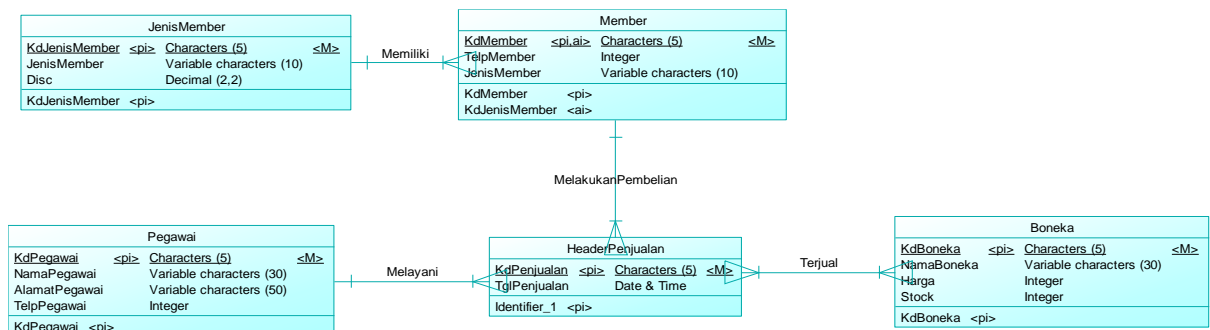 JenisMember
KdJenisMember <pi> Characters (5) <M>
JenisMember Variable characters (10)
Disc Decimal (2,2)
KdJenisMember <pi>
Memiliki
Member
KdMember <pi,ai> Characters (5) <M>
TelpMember Integer
JenisMember Variable characters (10)
KdMember <pi>
KdJenisMember <ai>
MelakukanPembelian
Pegawai
KdPegawai <pi> Characters (5) <M>
NamaPegawai Variable characters (30)
AlamatPegawai Variable characters (50)
TelpPegawai Integer
KdPegawai <pi>
Melayani
HeaderPenjualan
KdPenjualan <pi> Characters (5) <M>
TglPenjualan Date & Time
Identifier_1 <pi>
Terjual
Boneka
KdBoneka <pi> Characters (5) <M>
NamaBoneka Variable characters (30)
Harga Integer
Stock Integer
KdBoneka <pi>